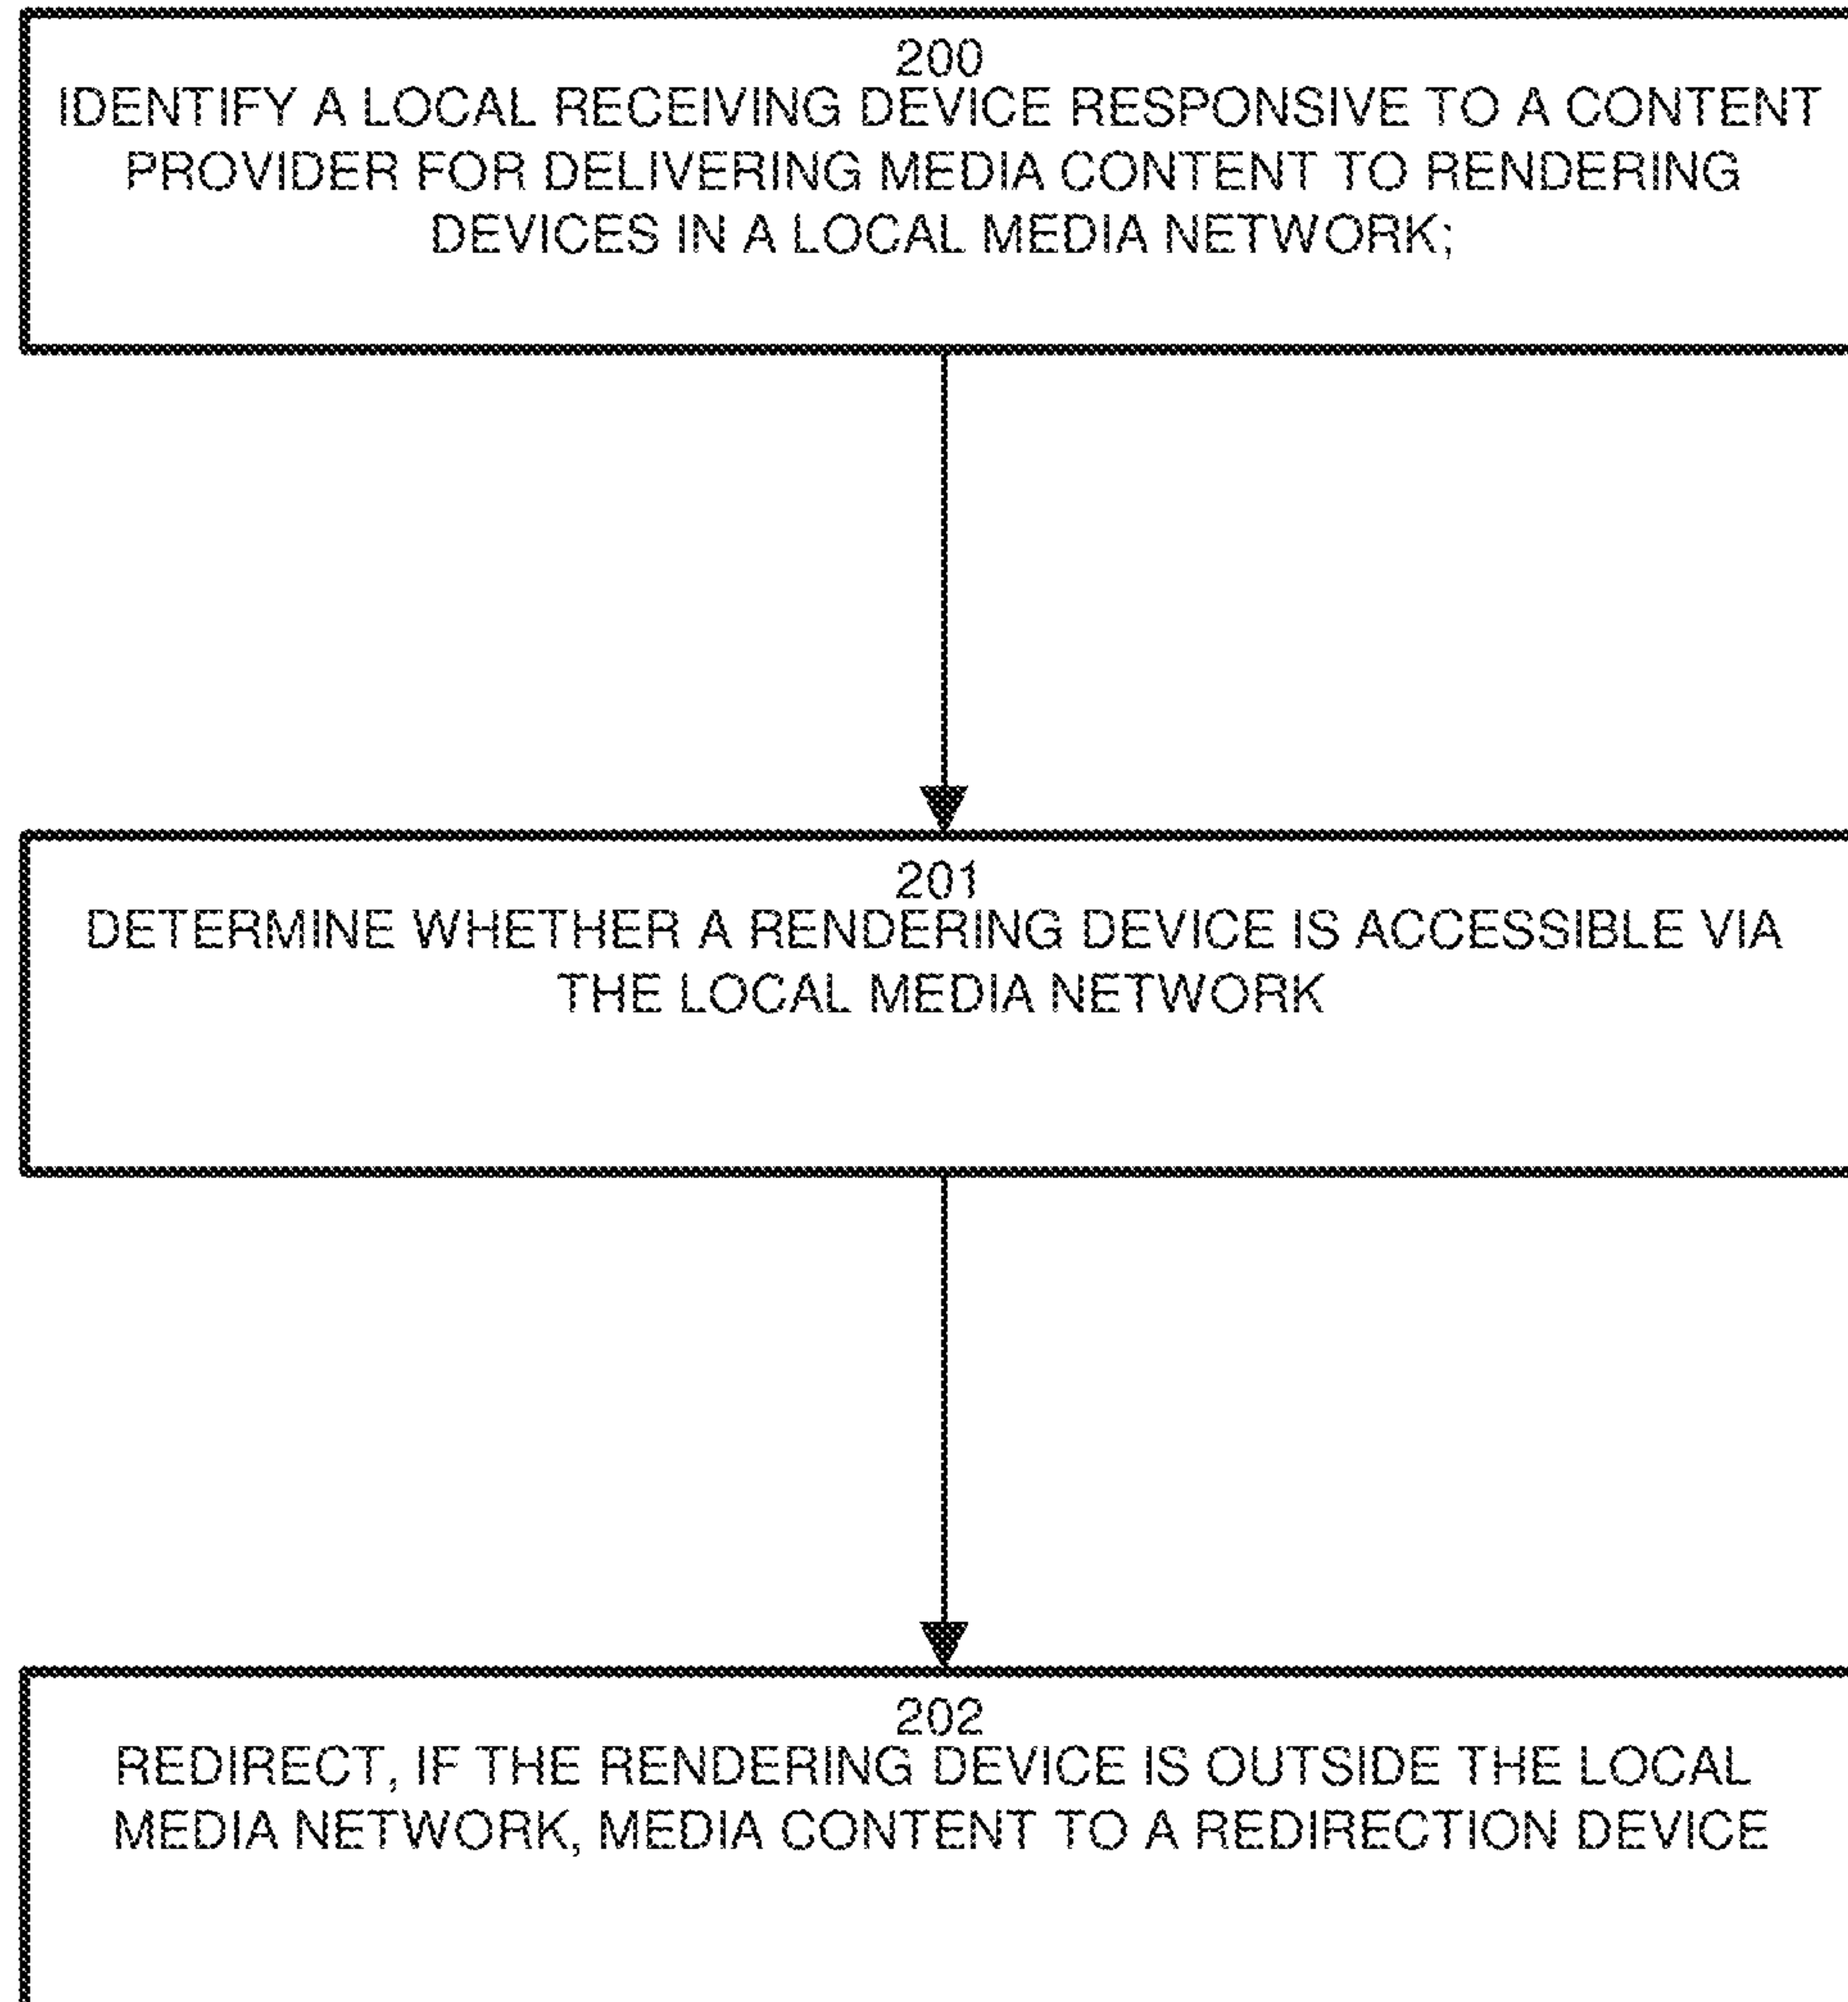 200
IDENTIFY A LOCAL RECEIVING DEVICE RESPONSIVE TO A CONTENT
PROVIDER FOR DELIVERING MEDIA CONTENT TO RENDERING
DEVICES IN A LOCAL MEDIA NETWORK;
201
DETERMINE WHETHER A RENDERING DEVICE IS ACCESSIBLE VIA
THE LOCAL MEDIA NETWORK
202
REDIRECT, IF THE RENDERING DEVICE IS OUTSIDE THE LOCAL
MEDIA NETWORK, MEDIA CONTENT TO A REDIRECTION DEVICE